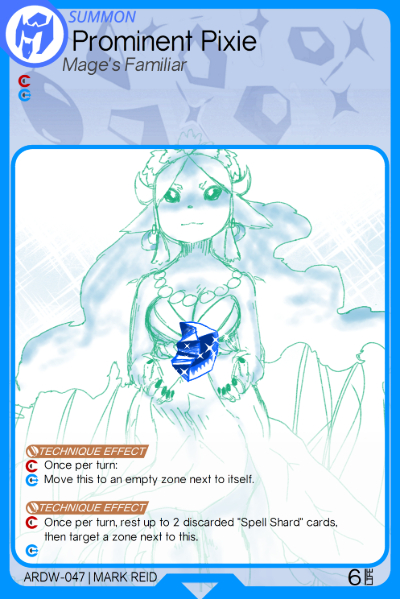 SUMMON
Prominent Pixie
Mage's Familiar
TECHNIQUE EFFECT
Once per turn:
Move this to an empty zone next to itself.
TECHNIQUE EFFECT
Once per turn, rest up to 2 discarded "Spell Shard" cards,
then target a zone next to this.
ARDW-047 | MARK REID
6 LIFE